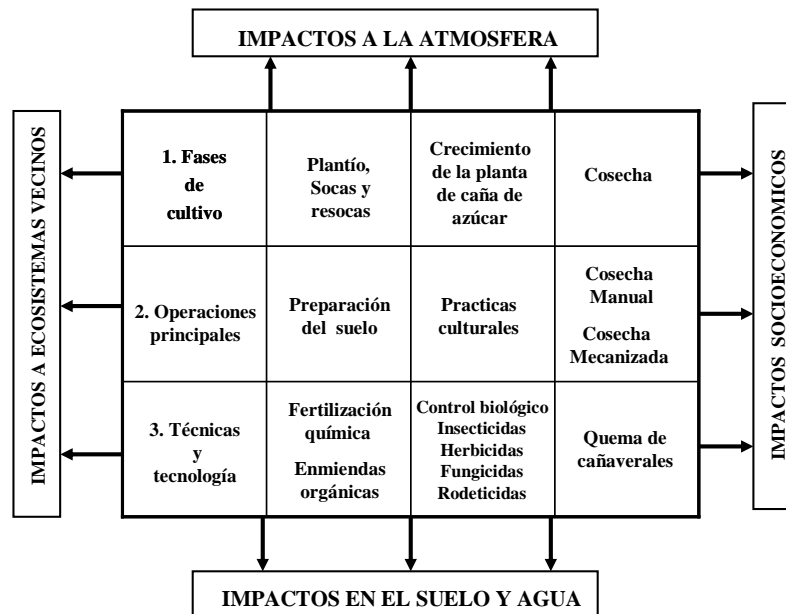 IMPACTOS A LA ATMOSFERA
IMPACTOS A ECOSISTEMAS VECINOS
1. Fases
de
cultivo
Plantío,
Socas y
resocas
Crecimiento
de la planta
de caña de
azúcar
Cosecha
2. Operaciones
principales
Preparación
del suelo
Practicas
culturales
Cosecha
Manual
Cosecha
Mecanizada
3. Técnicas
y
tecnología
Fertilización
química
Enmiendas
orgánicas
Control biológico
Insecticidas
Herbicidas
Fungicidas
Rodeticidas
Quema de
cañaverales
IMPACTOS SOCIOECONOMICOS
IMPACTOS EN EL SUELO Y AGUA